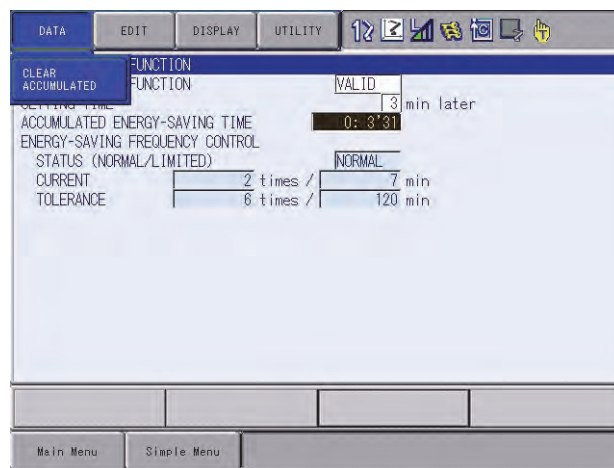 DATA EDIT DISPLAY UTILITY
CLEAR
ACCUMULATED
FUNCTION
FUNCTION VALID
3 min later
ACCUMULATED ENERGY-SAVING TIME 0: 3'31
ENERGY-SAVING FREQUENCY CONTROL
STATUS (NORMAL/LIMITED) NORMAL
CURRENT 2 times / 7 min
TOLERANCE 6 times / 120 min
Main Menu Simple Menu